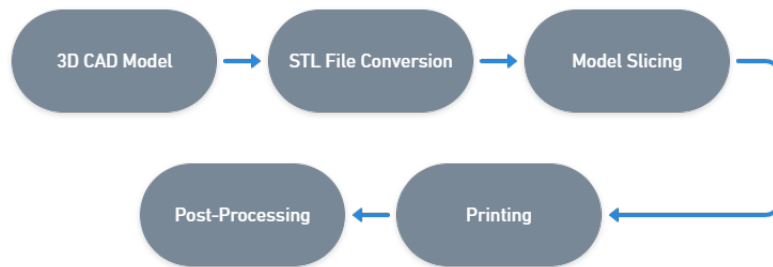 3D CAD Model
STL File Conversion
Model Slicing
Printing
Post-Processing